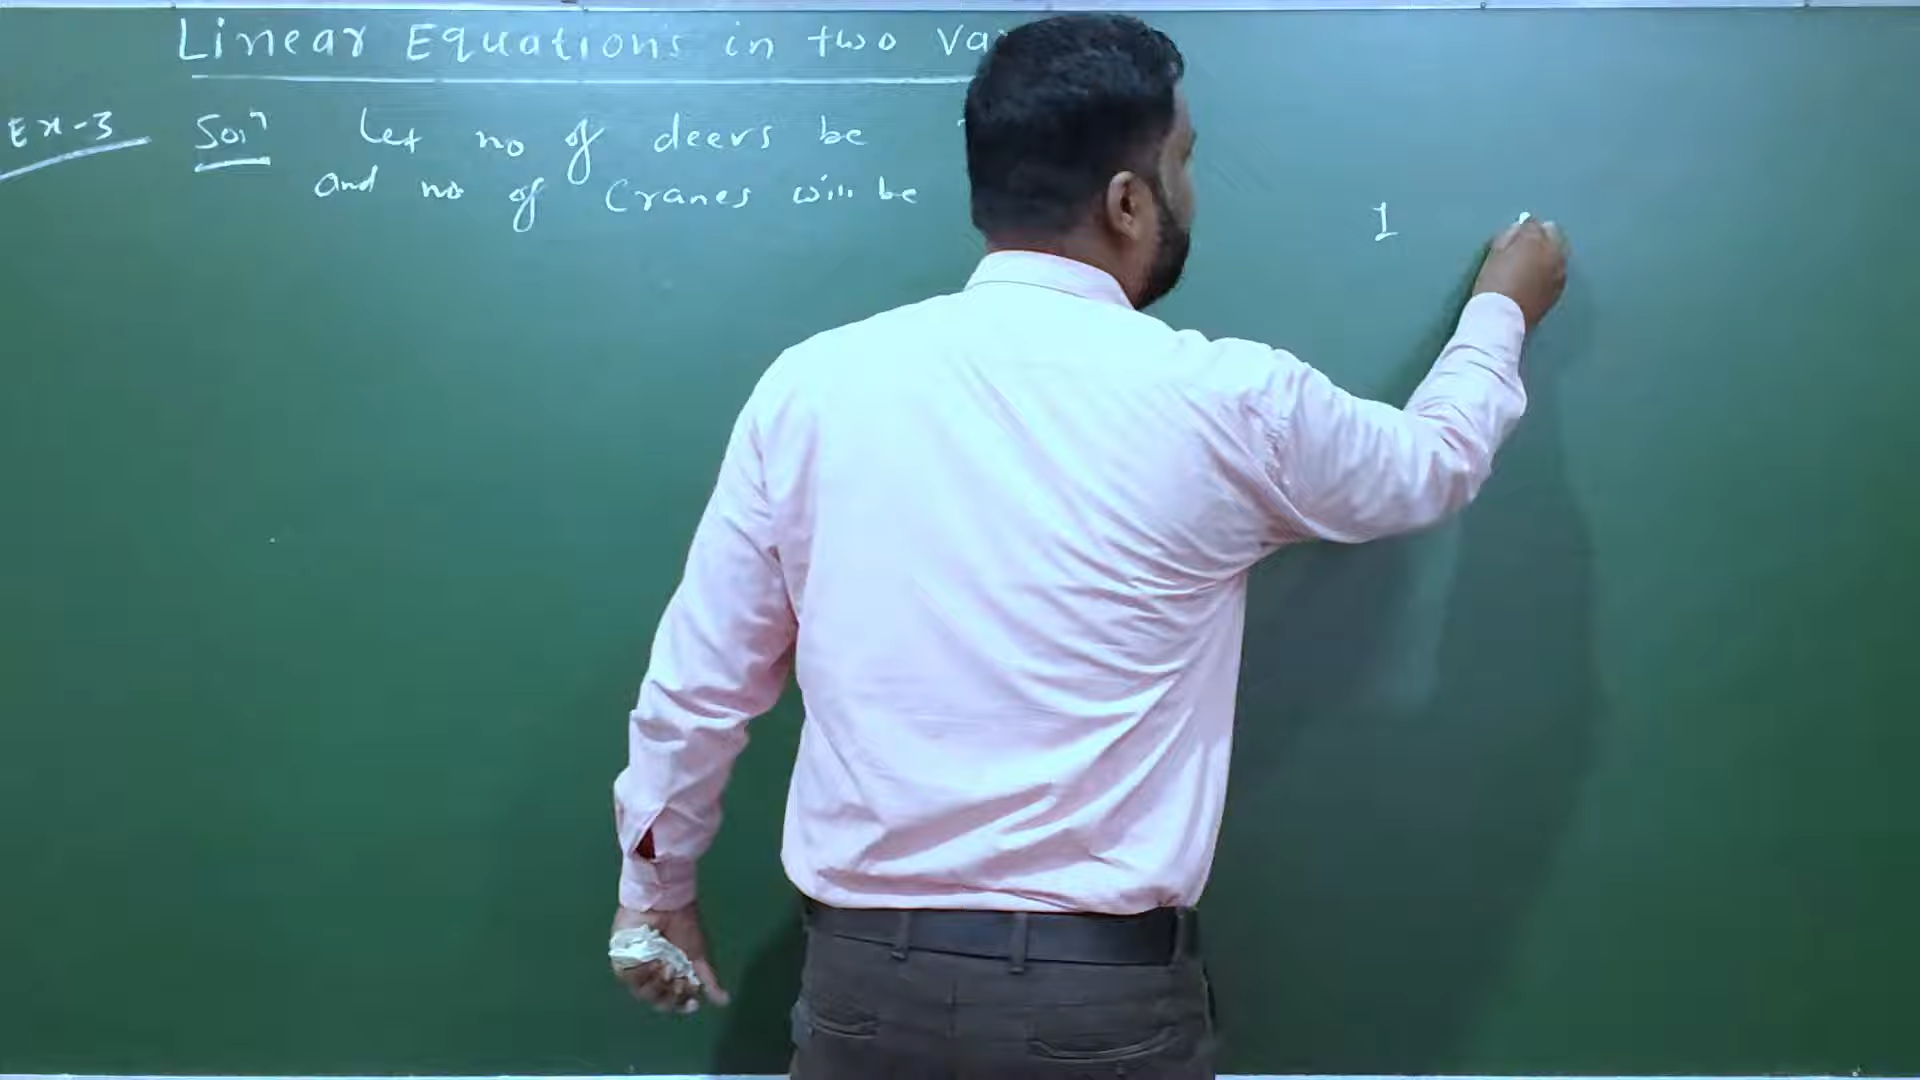 Linear Equations in two Va
Ex-3 Solⁿ Let no of deers be
and no of Cranes will be
1